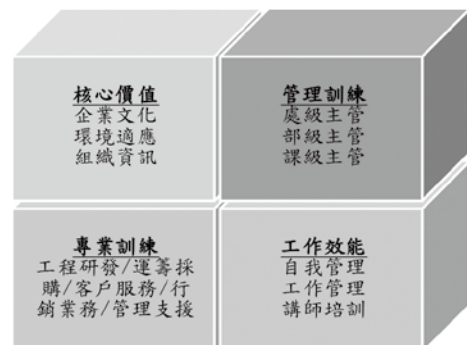 核心價值
企業文化
環境適應
組織資訊
管理訓練
處級主管
部級主管
課級主管
專業訓練
工程研發/運籌採
購/客戶服務/行
銷業務/管理支援
工作效能
自我管理
工作管理
講師培訓